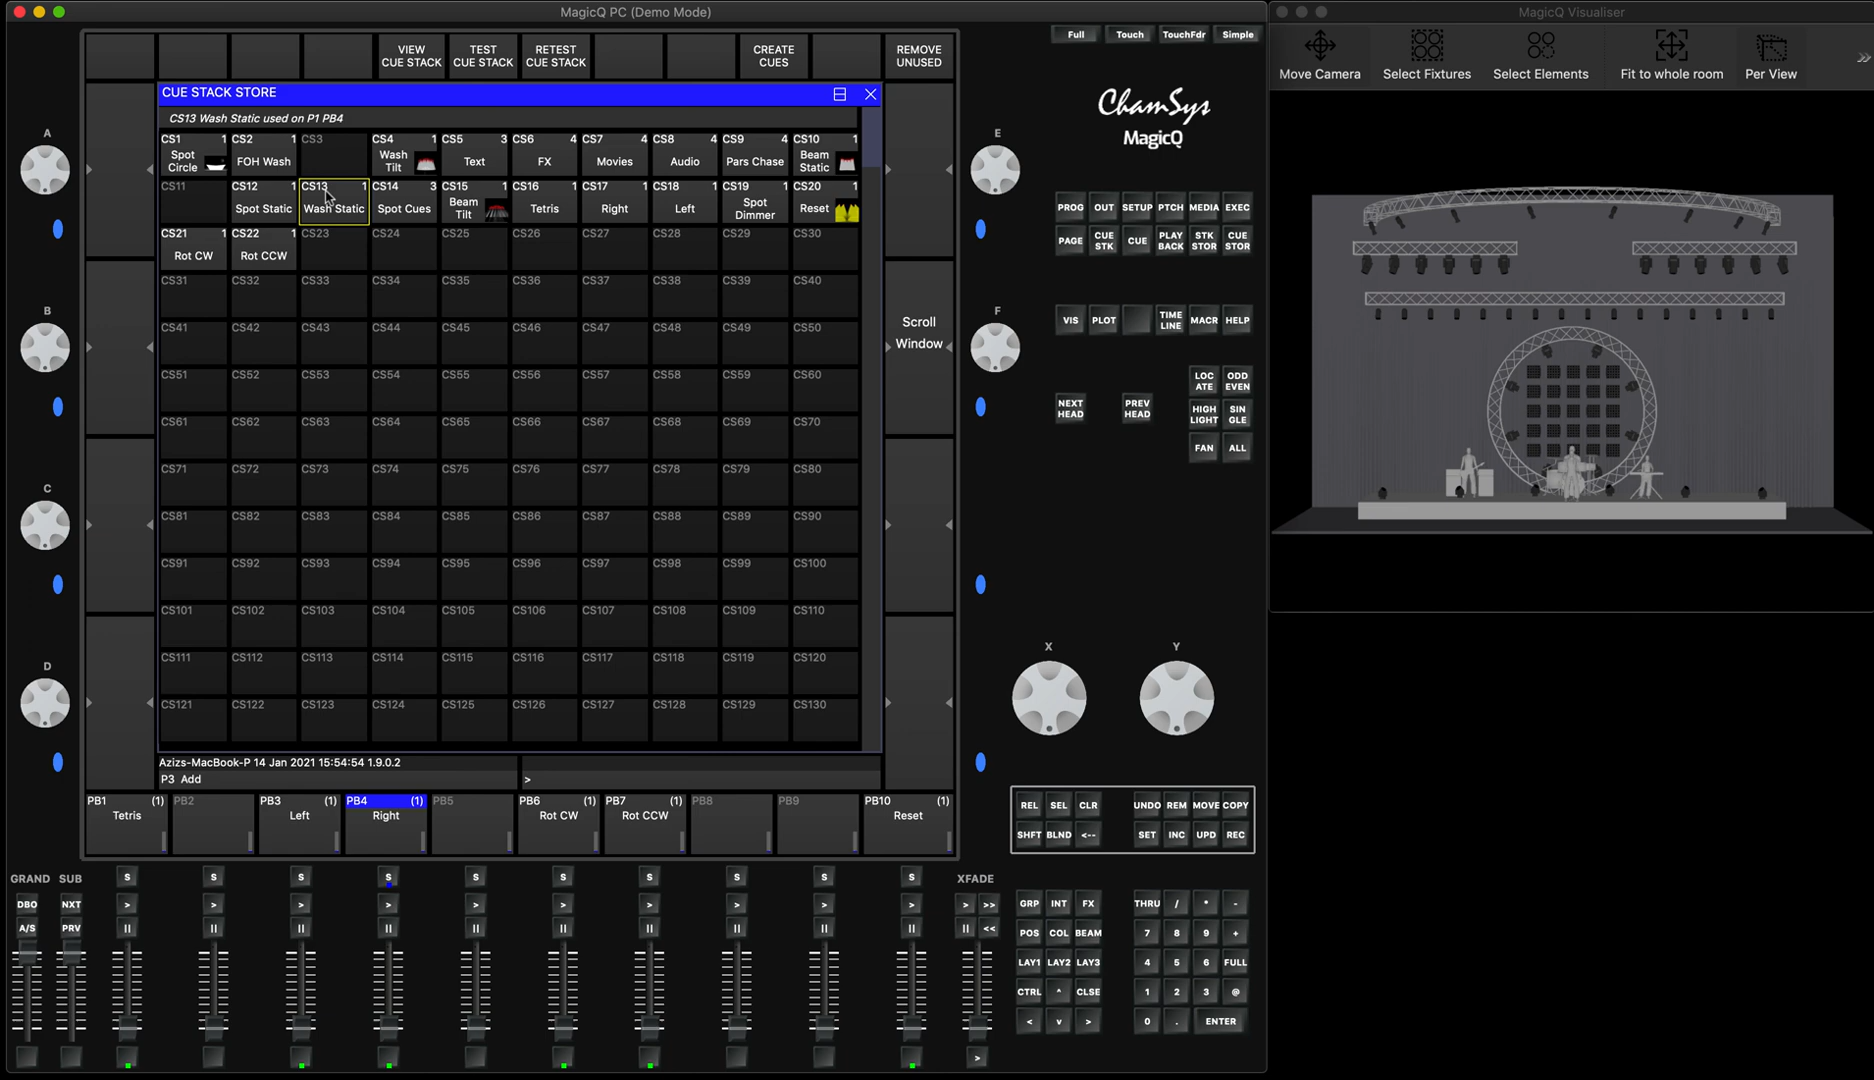 MagicQ PC (Demo Mode)
MagicQ Visualiser
VIEW CUE STACK
TEST CUE STACK
RETEST CUE STACK
CREATE CUES
REMOVE UNUSED
Full Touch TouchFdr Simple
Move Camera Select Fixtures Select Elements Fit to whole room Per View
CUE STACK STORE
CS13 Wash Static used on P1 PB4
CS1 1 Spot Circle
CS2 1 FOH Wash
CS3
CS4 1 Wash Tilt
CS5 3 Text
CS6 4 FX
CS7 4 Movies
CS8 4 Audio
CS9 4 Pars Chase
CS10 1 Beam Static
CS11
CS12 1 Spot Static
CS13 1 Wash Static
CS14 3 Spot Cues
CS15 1 Beam Tilt
CS16 1 Tetris
CS17 1 Right
CS18 1 Left
CS19 1 Spot Dimmer
CS20 1 Reset
CS21 1 Rot CW
CS22 1 Rot CCW
CS23 CS24 CS25 CS26 CS27 CS28 CS29 CS30
CS31 CS32 CS33 CS34 CS35 CS36 CS37 CS38 CS39 CS40
CS41 CS42 CS43 CS44 CS45 CS46 CS47 CS48 CS49 CS50
CS51 CS52 CS53 CS54 CS55 CS56 CS57 CS58 CS59 CS60
CS61 CS62 CS63 CS64 CS65 CS66 CS67 CS68 CS69 CS70
CS71 CS72 CS73 CS74 CS75 CS76 CS77 CS78 CS79 CS80
CS81 CS82 CS83 CS84 CS85 CS86 CS87 CS88 CS89 CS90
CS91 CS92 CS93 CS94 CS95 CS96 CS97 CS98 CS99 CS100
CS101 CS102 CS103 CS104 CS105 CS106 CS107 CS108 CS109 CS110
CS111 CS112 CS113 CS114 CS115 CS116 CS117 CS118 CS119 CS120
CS121 CS122 CS123 CS124 CS125 CS126 CS127 CS128 CS129 CS130
Scroll
Window
A
B
C
D
E
F
ChamSys
MagicQ
PROG OUT SETUP PTCH MEDIA EXEC
PAGE CUE STK CUE PLAY BACK STK STOR CUE STOR
VIS PLOT TIME LINE MACR HELP
LOC ATE ODD EVEN
NEXT HEAD PREV HEAD HIGH LIGHT SIN GLE
FAN ALL
X Y
Azizs-MacBook-P 14 Jan 2021 15:54:54 1.9.0.2
P3 Add >
PB1 (1) Tetris
PB2
PB3 (1) Left
PB4 (1) Right
PB5
PB6 (1) Rot CW
PB7 (1) Rot CCW
PB8
PB9
PB10 (1) Reset
REL SEL CLR UNDO REM MOVE COPY
SHFT BLND <-- SET INC UPD REC
GRAND SUB S S S S S S S S S S XFADE
DBO NXT > > > > > > > > > > > >>
A/S PRV II II II II II II II II II II II <<
>
GRP INT FX THRU / * -
POS COL BEAM 7 8 9 +
LAY1 LAY2 LAY3 4 5 6 FULL
CTRL ^ CLSE 1 2 3 @
< v > 0 . ENTER